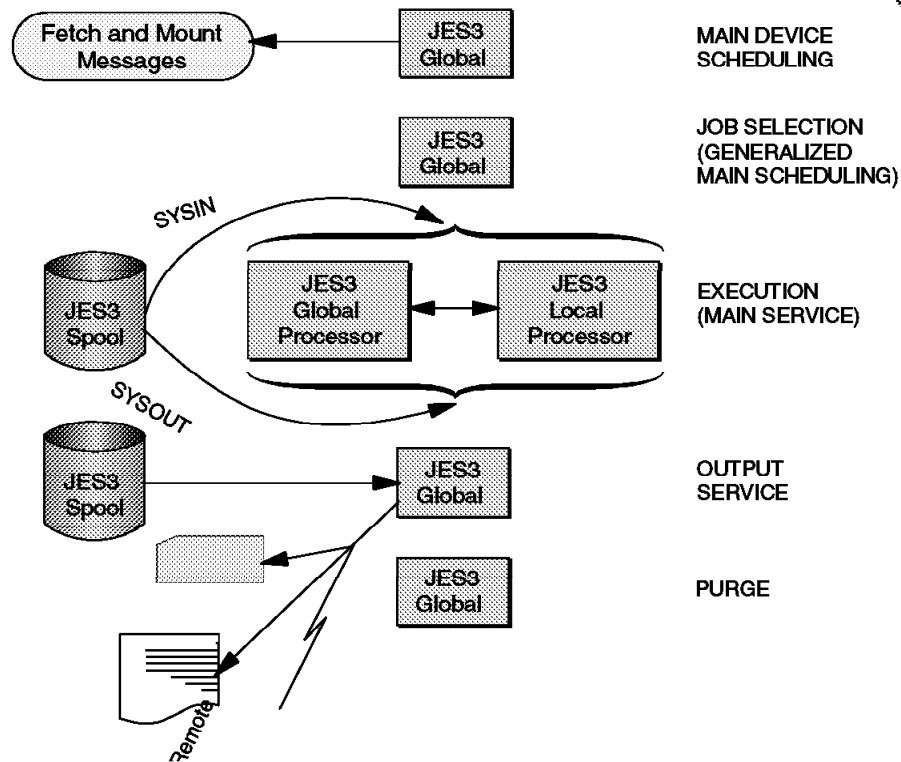 Fetch and Mount
Messages
JES3
Global
MAIN DEVICE
SCHEDULING
JES3
Global
JOB SELECTION
(GENERALIZED
MAIN SCHEDULING)
SYSIN
JES3
Spool
JES3
Global
Processor
JES3
Local
Processor
EXECUTION
(MAIN SERVICE)
SYSOUT
JES3
Spool
JES3
Global
OUTPUT
SERVICE
JES3
Global
PURGE
Remote